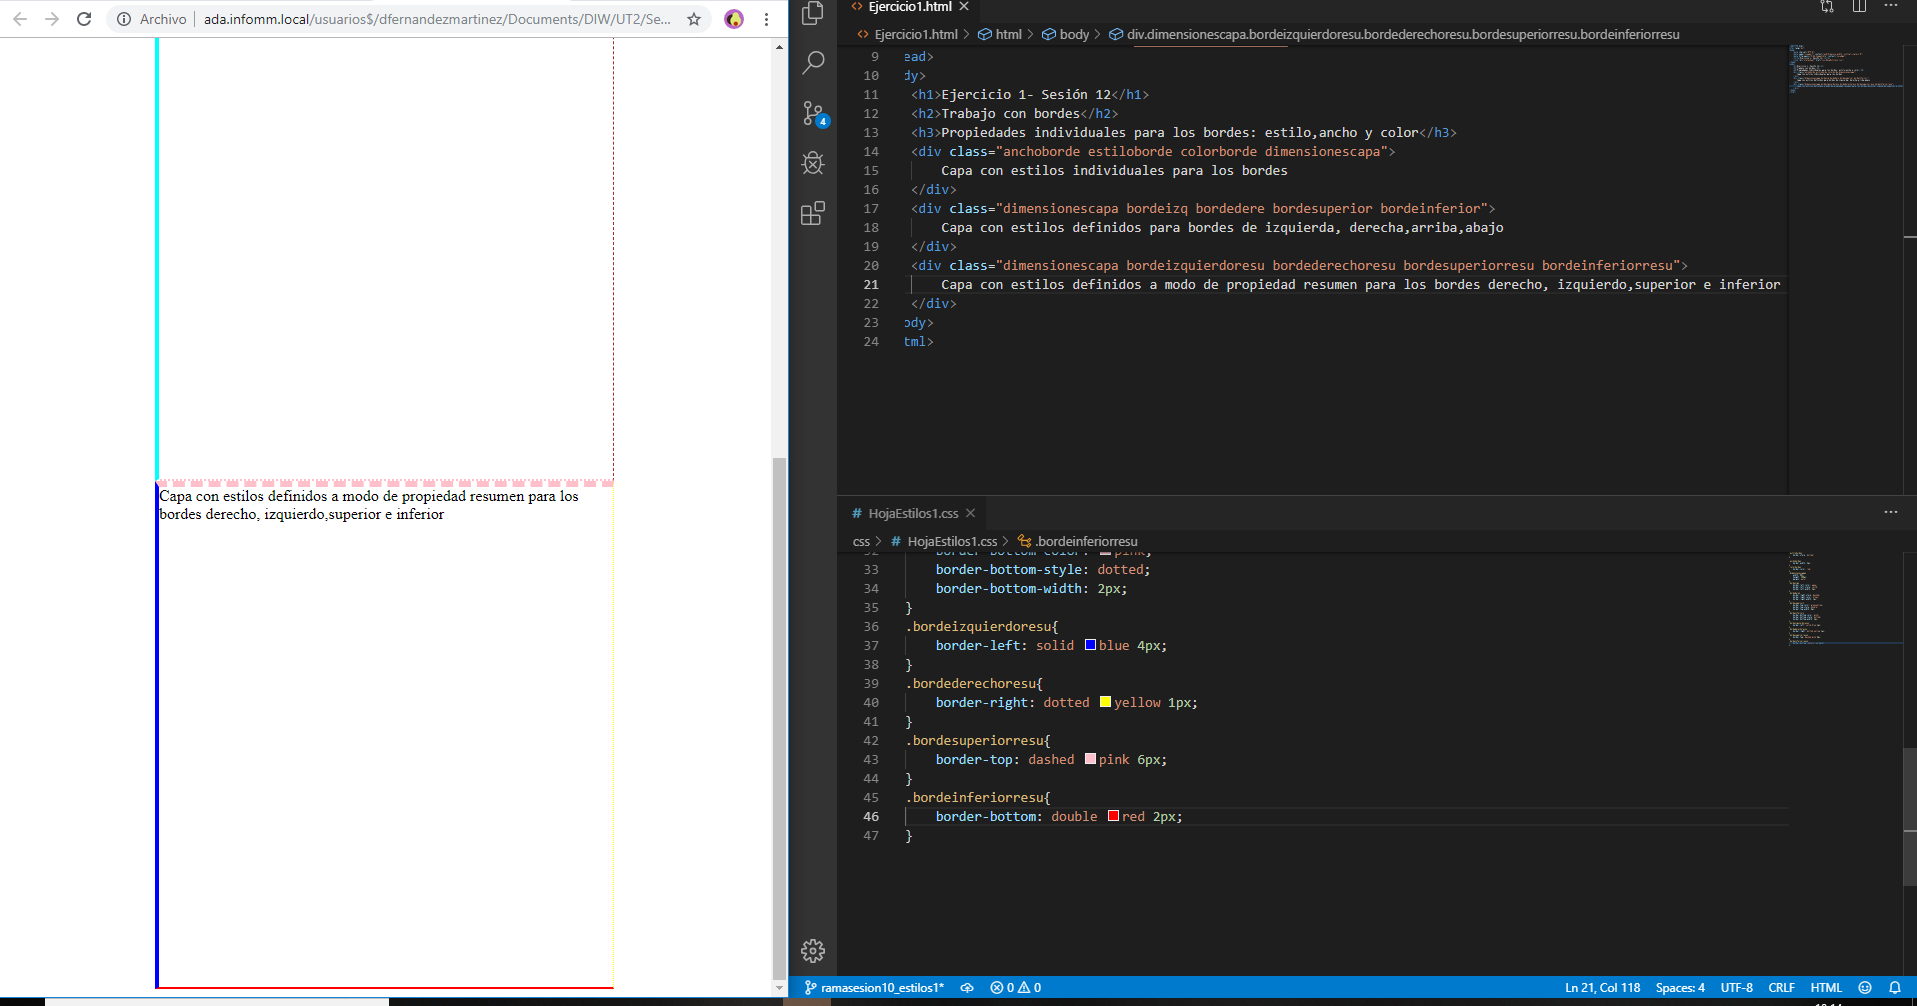 Archivo | ada.infomm.local/usuarios$/dfernandezmartinez/Documents/DIW/UT2/Se...
Capa con estilos definidos a modo de propiedad resumen para los
bordes derecho, izquierdo,superior e inferior
4
Ejercicio1.html
Ejercicio1.html > html > body > div.dimensionescapa.bordeizquierdoresu.bordederechoresu.bordesuperiorresu.bordeinferiorresu
9 ead>
10 dy>
11 <h1>Ejercicio 1- Sesión 12</h1>
12 <h2>Trabajo con bordes</h2>
13 <h3>Propiedades individuales para los bordes: estilo,ancho y color</h3>
14 <div class="anchoborde estiloborde colorborde dimensionescapa">
15 Capa con estilos individuales para los bordes
16 </div>
17 <div class="dimensionescapa bordeizq bordedere bordesuperior bordeinferior">
18 Capa con estilos definidos para bordes de izquierda, derecha,arriba,abajo
19 </div>
20 <div class="dimensionescapa bordeizquierdoresu bordederechoresu bordesuperiorresu bordeinferiorresu">
21 Capa con estilos definidos a modo de propiedad resumen para los bordes derecho, izquierdo,superior e inferior
22 </div>
23 ody>
24 tml>
# HojaEstilos1.css
css > # HojaEstilos1.css > .bordeinferiorresu
32 border-bottom-color: pink;
33 border-bottom-style: dotted;
34 border-bottom-width: 2px;
35 }
36 .bordeizquierdoresu{
37 border-left: solid blue 4px;
38 }
39 .bordederechoresu{
40 border-right: dotted yellow 1px;
41 }
42 .bordesuperiorresu{
43 border-top: dashed pink 6px;
44 }
45 .bordeinferiorresu{
46 border-bottom: double red 2px;
47 }
ramasesion10_estilos1* 0 0 Ln 21, Col 118 Spaces: 4 UTF-8 CRLF HTML